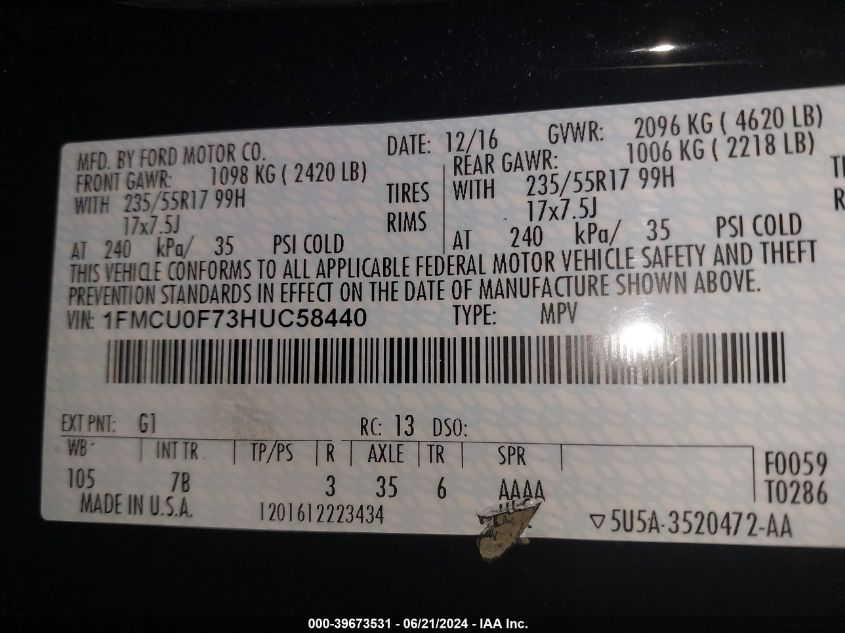 MFD. BY FORD MOTOR CO. DATE: 12/16 GVWR: 2096 KG ( 4620 LB)
FRONT GAWR: 1098 KG ( 2420 LB) REAR GAWR: 1006 KG ( 2218 LB)
WITH 235/55R17 99H TIRES WITH 235/55R17 99H
17x7.5J RIMS 17x7.5J
AT 240 kPa/ 35 PSI COLD AT 240 kPa/ 35 PSI COLD
THIS VEHICLE CONFORMS TO ALL APPLICABLE FEDERAL MOTOR VEHICLE SAFETY AND THEFT
PREVENTION STANDARDS IN EFFECT ON THE DATE OF MANUFACTURE SHOWN ABOVE.
VIN: 1FMCU0F73HUC58440 TYPE: MPV
EXT PNT: G1 RC: 13 DSO:
WB INT TR TP/PS R AXLE TR SPR F0059
105 7B 3 35 6 AAAA T0286
MADE IN U.S.A. 1201612223434 5U5A-3520472-AA
000-39673531 - 06/21/2024 - IAA Inc.